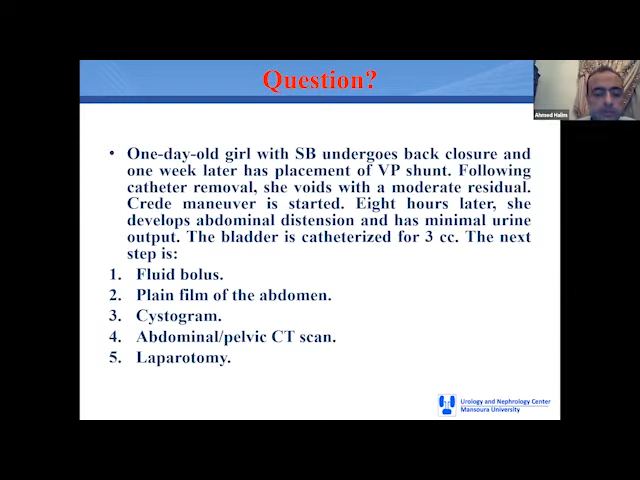 Question?
Ahmed Halim
• One-day-old girl with SB undergoes back closure and
one week later has placement of VP shunt. Following
catheter removal, she voids with a moderate residual.
Crede maneuver is started. Eight hours later, she
develops abdominal distension and has minimal urine
output. The bladder is catheterized for 3 cc. The next
step is:
1. Fluid bolus.
2. Plain film of the abdomen.
3. Cystogram.
4. Abdominal/pelvic CT scan.
5. Laparotomy.
Urology and Nephrology Center
Mansoura University